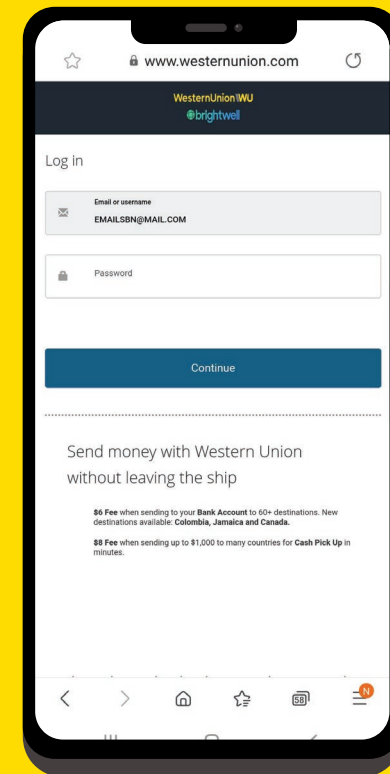 www.westernunion.com
WesternUnion WU
brightwell
Log in
Email or username
EMAILSBN@MAIL.COM
Password
Continue
Send money with Western Union
without leaving the ship
$6 Fee when sending to your Bank Account to 60+ destinations. New
destinations available: Colombia, Jamaica and Canada.
$8 Fee when sending up to $1,000 to many countries for Cash Pick Up in
minutes.
58
N